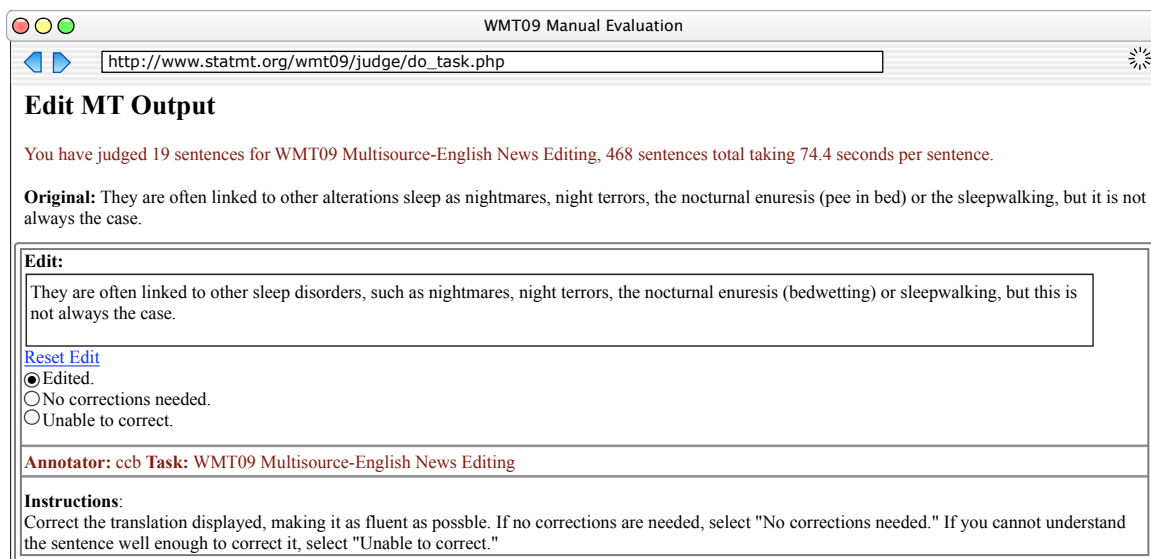 WMT09 Manual Evaluation
http://www.statmt.org/wmt09/judge/do_task.php
Edit MT Output
You have judged 19 sentences for WMT09 Multisource-English News Editing, 468 sentences total taking 74.4 seconds per sentence.
Original: They are often linked to other alterations sleep as nightmares, night terrors, the nocturnal enuresis (pee in bed) or the sleepwalking, but it is not
always the case.
Edit:
They are often linked to other sleep disorders, such as nightmares, night terrors, the nocturnal enuresis (bedwetting) or sleepwalking, but this is
not always the case.
Reset Edit
Edited.
No corrections needed.
Unable to correct.
Annotator: ccb Task: WMT09 Multisource-English News Editing
Instructions:
Correct the translation displayed, making it as fluent as possble. If no corrections are needed, select "No corrections needed." If you cannot understand
the sentence well enough to correct it, select "Unable to correct."